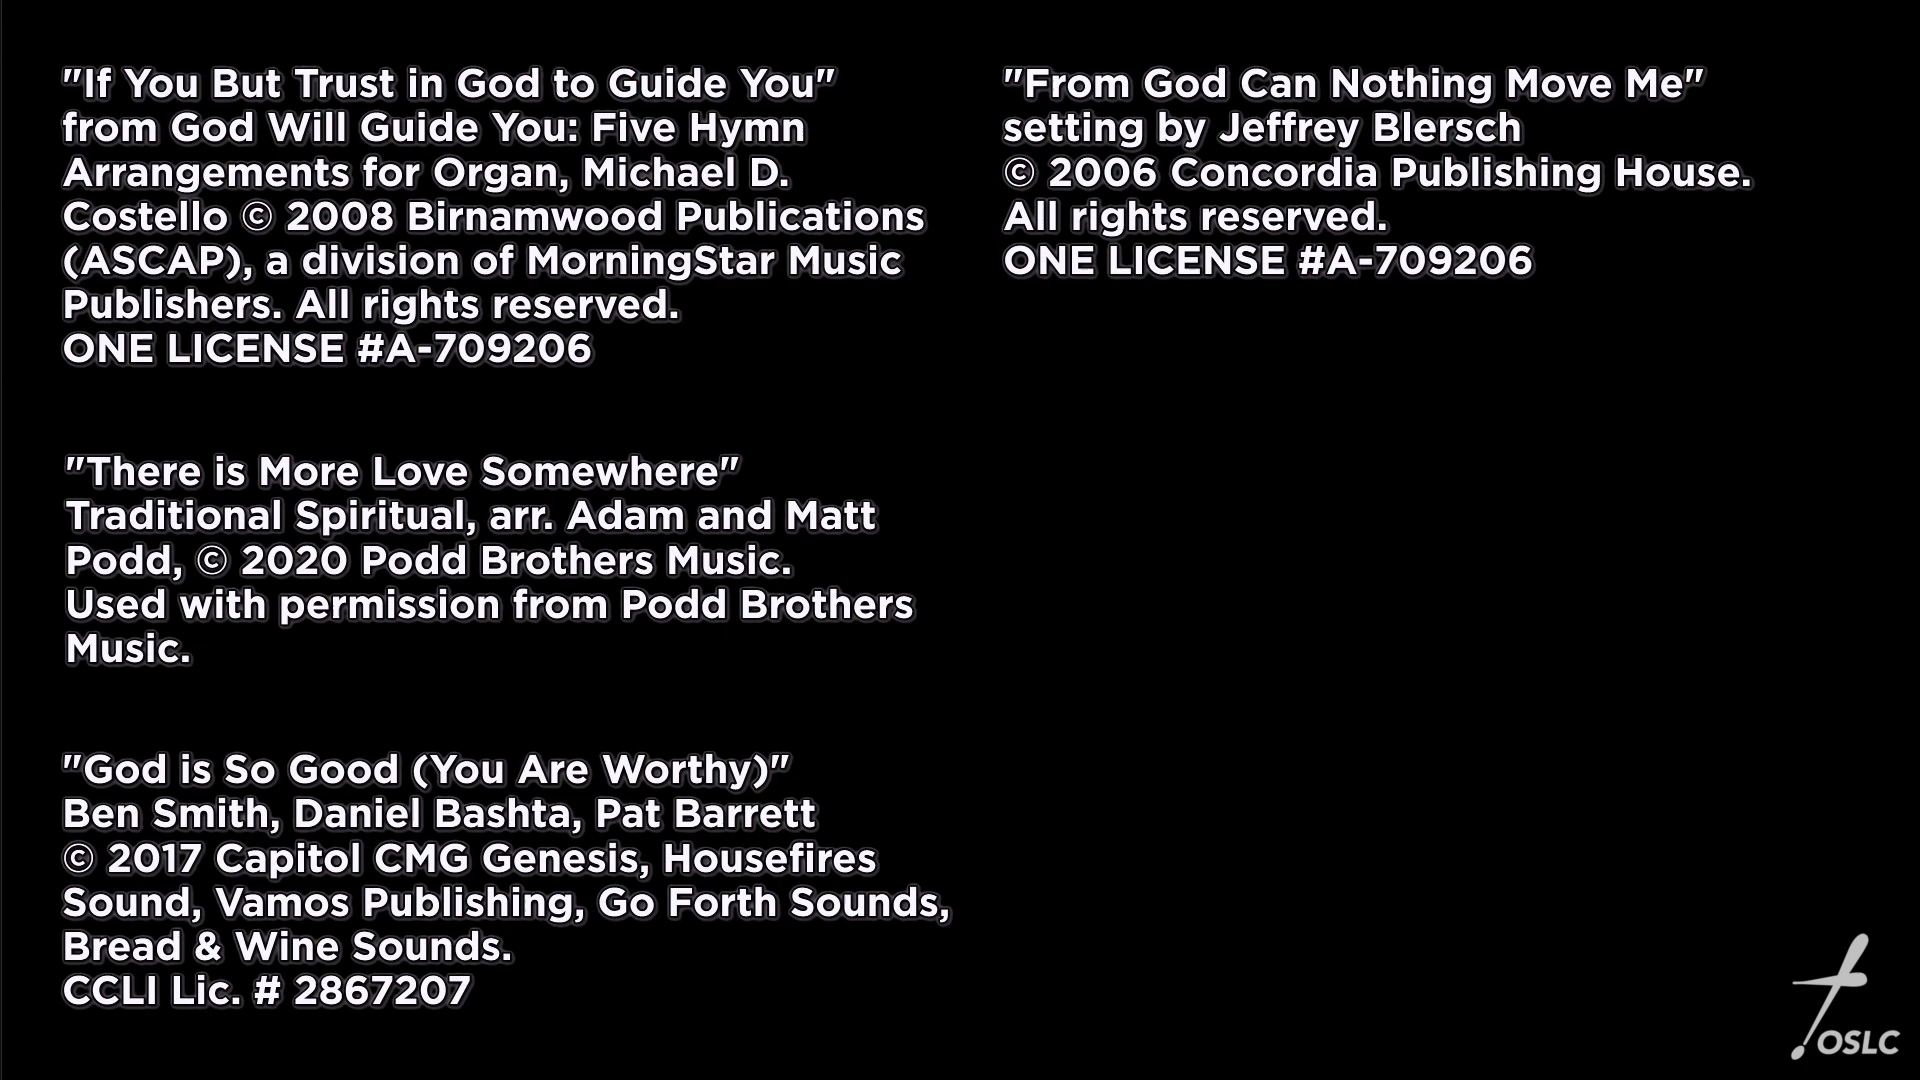 "If You But Trust in God to Guide You"
from God Will Guide You: Five Hymn
Arrangements for Organ, Michael D.
Costello © 2008 Birnamwood Publications
(ASCAP), a division of MorningStar Music
Publishers. All rights reserved.
ONE LICENSE #A-709206
"There is More Love Somewhere"
Traditional Spiritual, arr. Adam and Matt
Podd, © 2020 Podd Brothers Music.
Used with permission from Podd Brothers
Music.
"God is So Good (You Are Worthy)"
Ben Smith, Daniel Bashta, Pat Barrett
© 2017 Capitol CMG Genesis, Housefires
Sound, Vamos Publishing, Go Forth Sounds,
Bread & Wine Sounds.
CCLI Lic. # 2867207
"From God Can Nothing Move Me"
setting by Jeffrey Blersch
© 2006 Concordia Publishing House.
All rights reserved.
ONE LICENSE #A-709206
OSLC